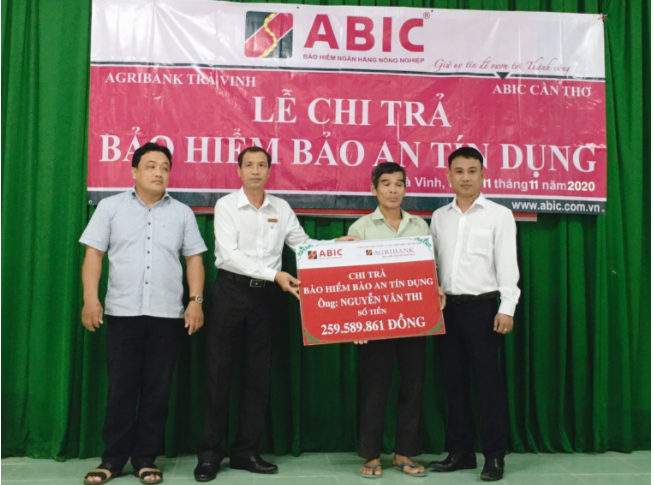 ABIC®
BẢO HIỂM NGÂN HÀNG NÔNG NGHIỆP
Giữ uy tín để vươn tới Thành công
AGRIBANK TRÀ VINH
ABIC CẦN THƠ
LỄ CHI TRẢ
BẢO HIỂM BẢO AN TÍN DỤNG
à Vinh, 11 tháng 11 năm 2020
www.abic.com.vn
ABIC AGRIBANK
CHI TRẢ
BẢO HIỂM BẢO AN TÍN DỤNG
Ông: NGUYỄN VĂN THI
SỐ TIỀN
259.589.861 ĐỒNG